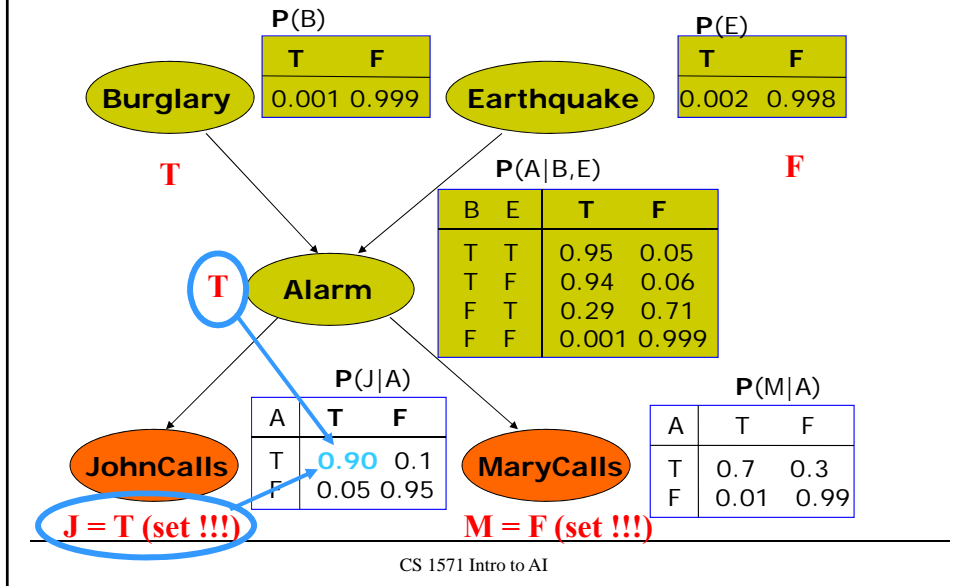 P(B)
T F
0.001 0.999
Burglary
T
P(E)
T F
0.002 0.998
Earthquake
F
P(A|B,E)
B E T F
T T 0.95 0.05
T F 0.94 0.06
F T 0.29 0.71
F F 0.001 0.999
T
Alarm
P(J|A)
A T F
T 0.90 0.1
F 0.05 0.95
JohnCalls
J = T (set !!!)
P(M|A)
A T F
T 0.7 0.3
F 0.01 0.99
MaryCalls
M = F (set !!!)
CS 1571 Intro to AI